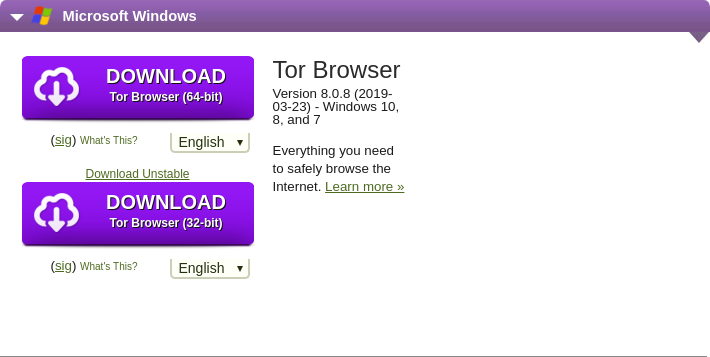 Microsoft Windows
DOWNLOAD
Tor Browser (64-bit)
(sig) What's This?
English
Download Unstable
DOWNLOAD
Tor Browser (32-bit)
(sig) What's This?
English
Tor Browser
Version 8.0.8 (2019-
03-23) - Windows 10,
8, and 7
Everything you need
to safely browse the
Internet. Learn more »